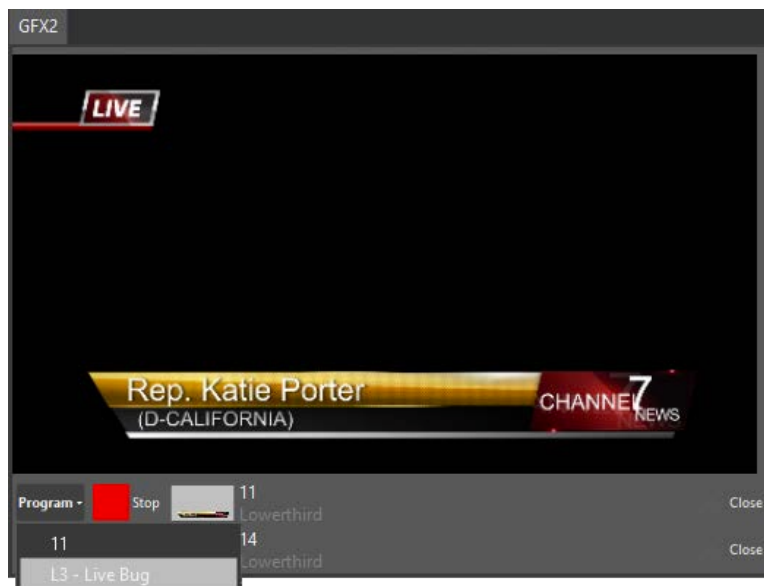 GFX2
LIVE
Rep. Katie Porter
(D-CALIFORNIA)
CHANNEL 7
NEWS
Program Stop 11 Close
Lowerthird
11 14 Close
Lowerthird
L3 - Live Bug